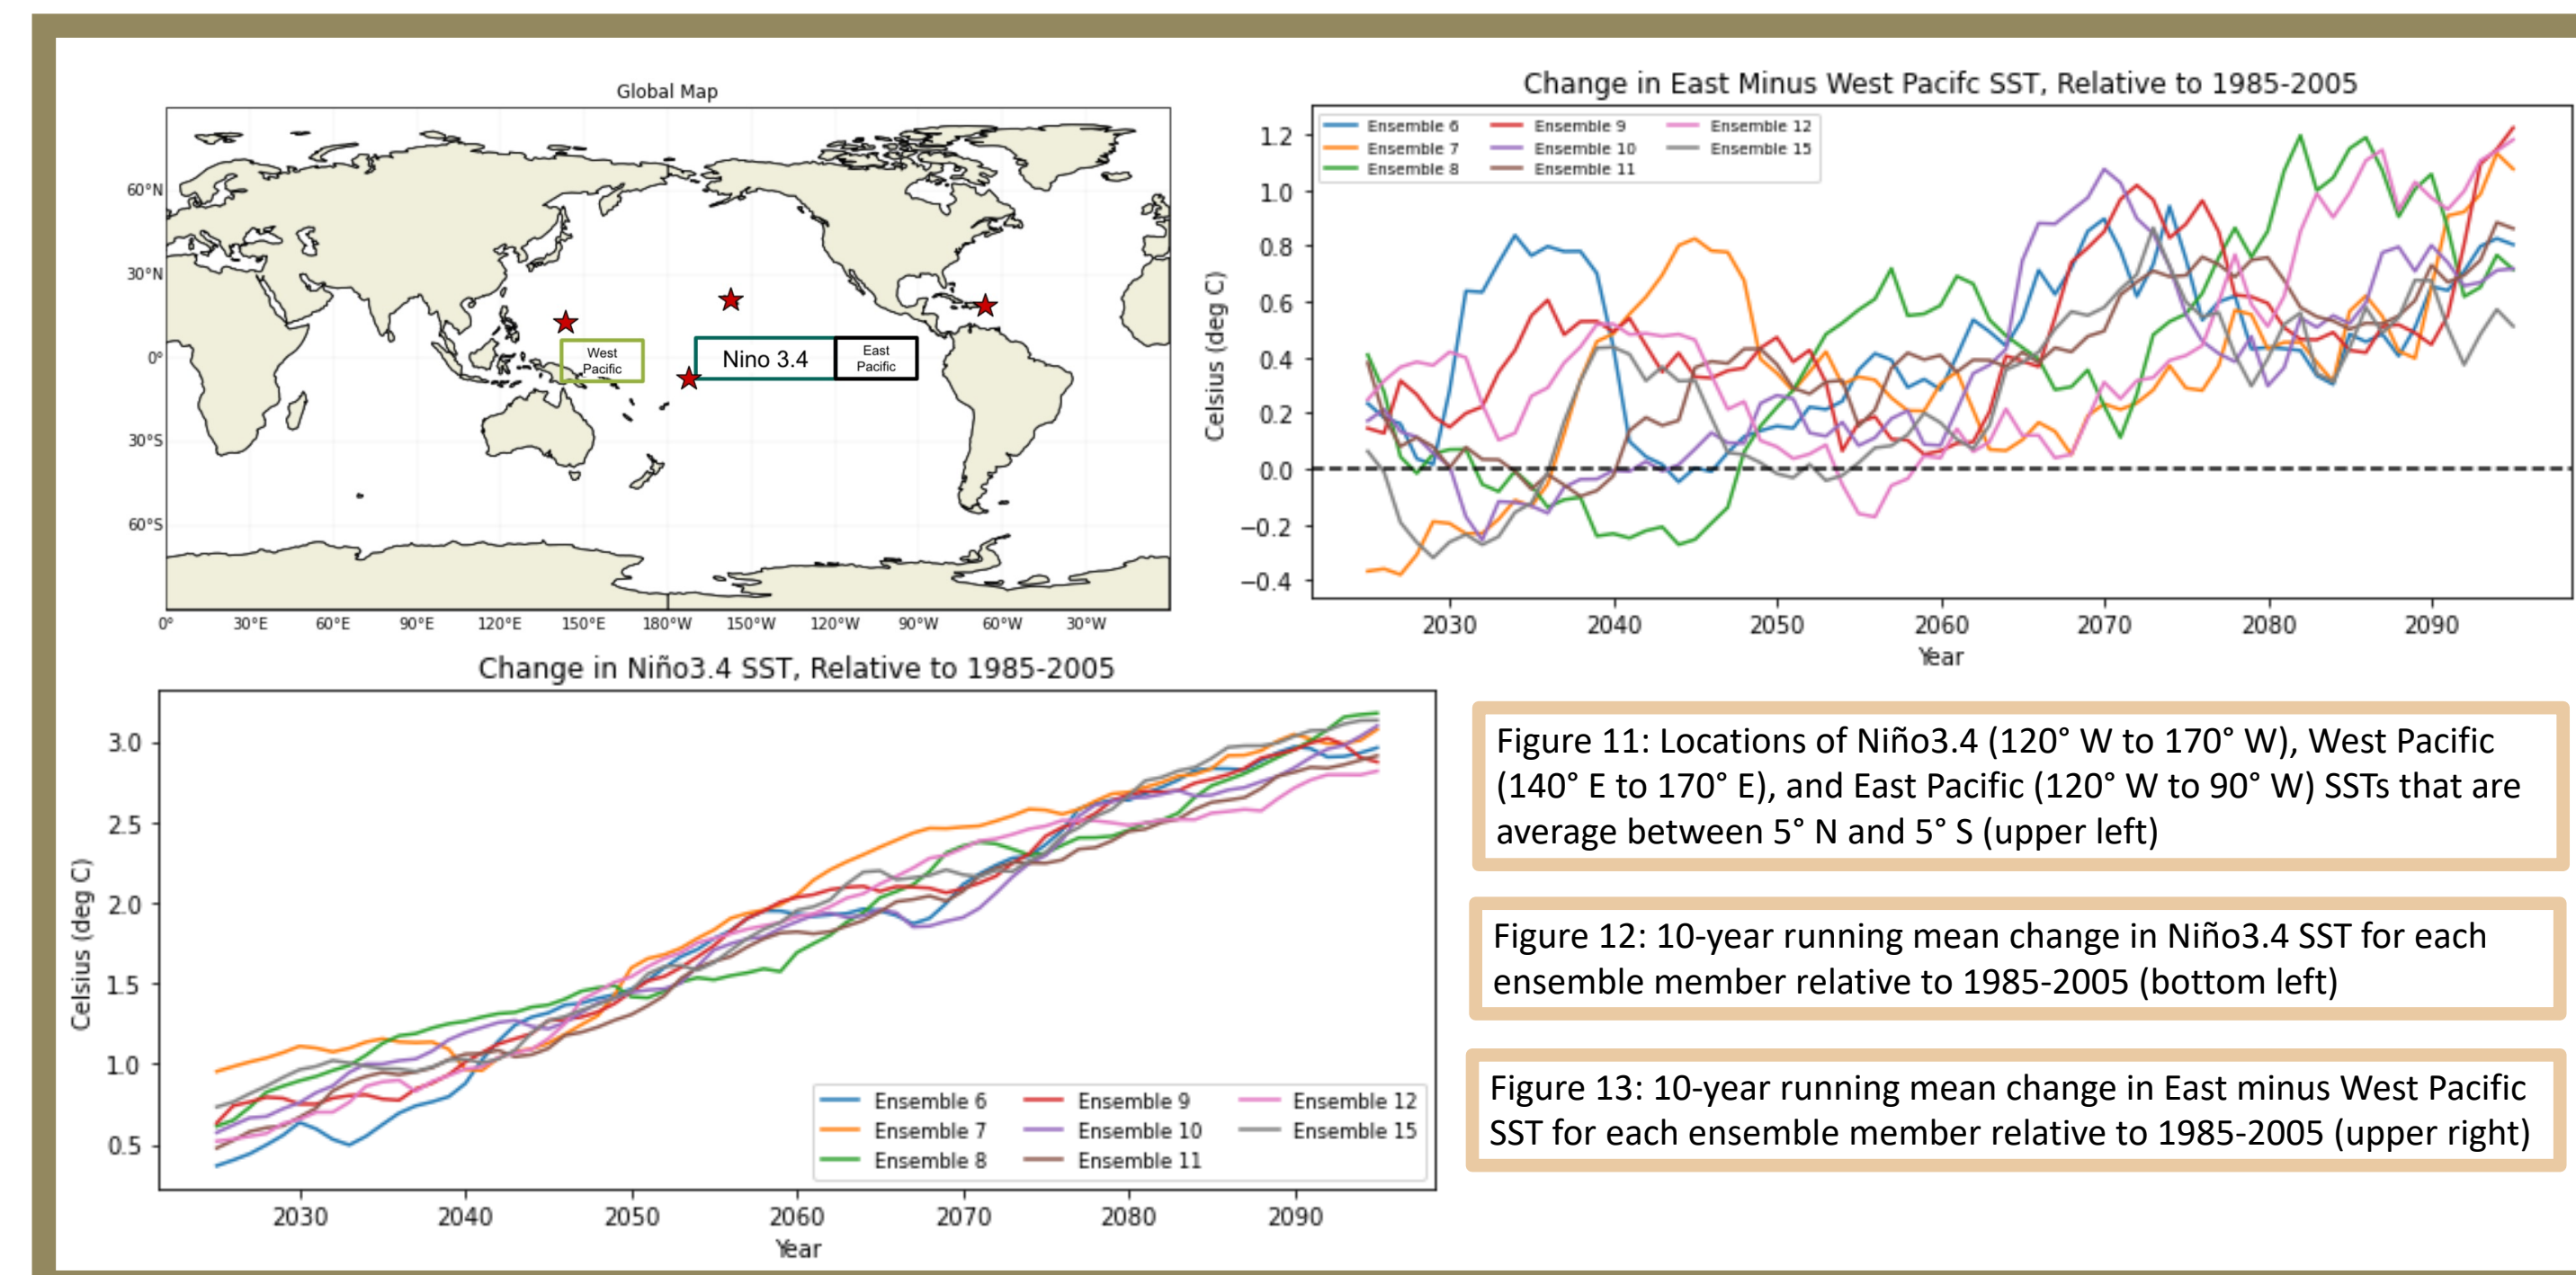 Global Map
60°N
30°N
0°
30°S
60°S
West
Pacific
Nino 3.4
East
Pacific
0° 30°E 60°E 90°E 120°E 150°E 180°W 150°W 120°W 90°W 60°W 30°W
Change in East Minus West Pacifc SST, Relative to 1985-2005
Ensemble 6 Ensemble 9 Ensemble 12
Ensemble 7 Ensemble 10 Ensemble 15
Ensemble 8 Ensemble 11
Celsius (deg C)
1.2
1.0
0.8
0.6
0.4
0.2
0.0
−0.2
−0.4
2030 2040 2050 2060 2070 2080 2090
Year
Change in Niño3.4 SST, Relative to 1985-2005
Celsius (deg C)
3.0
2.5
2.0
1.5
1.0
0.5
Ensemble 6 Ensemble 9 Ensemble 12
Ensemble 7 Ensemble 10 Ensemble 15
Ensemble 8 Ensemble 11
2030 2040 2050 2060 2070 2080 2090
Year
Figure 11: Locations of Niño3.4 (120° W to 170° W), West Pacific
(140° E to 170° E), and East Pacific (120° W to 90° W) SSTs that are
average between 5° N and 5° S (upper left)
Figure 12: 10-year running mean change in Niño3.4 SST for each
ensemble member relative to 1985-2005 (bottom left)
Figure 13: 10-year running mean change in East minus West Pacific
SST for each ensemble member relative to 1985-2005 (upper right)